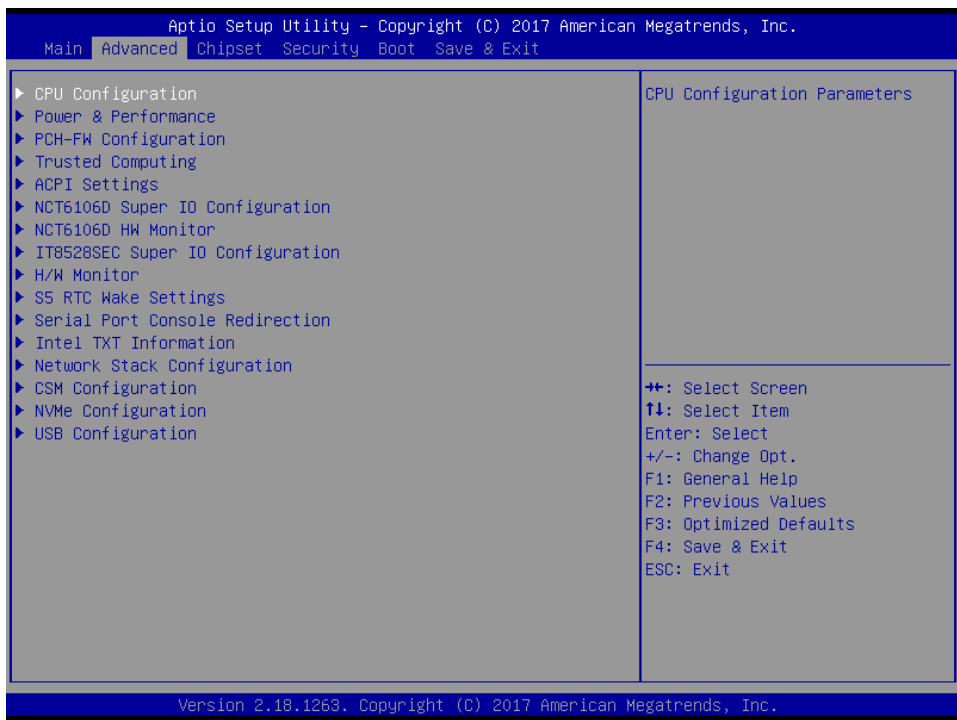 Aptio Setup Utility – Copyright (C) 2017 American Megatrends, Inc.
Main Advanced Chipset Security Boot Save & Exit
CPU Configuration
Power & Performance
PCH-FW Configuration
Trusted Computing
ACPI Settings
NCT6106D Super IO Configuration
NCT6106D HW Monitor
IT8528SEC Super IO Configuration
H/W Monitor
S5 RTC Wake Settings
Serial Port Console Redirection
Intel TXT Information
Network Stack Configuration
CSM Configuration
NVMe Configuration
USB Configuration
CPU Configuration Parameters
→←: Select Screen
↑↓: Select Item
Enter: Select
+/-: Change Opt.
F1: General Help
F2: Previous Values
F3: Optimized Defaults
F4: Save & Exit
ESC: Exit
Version 2.18.1263. Copyright (C) 2017 American Megatrends, Inc.